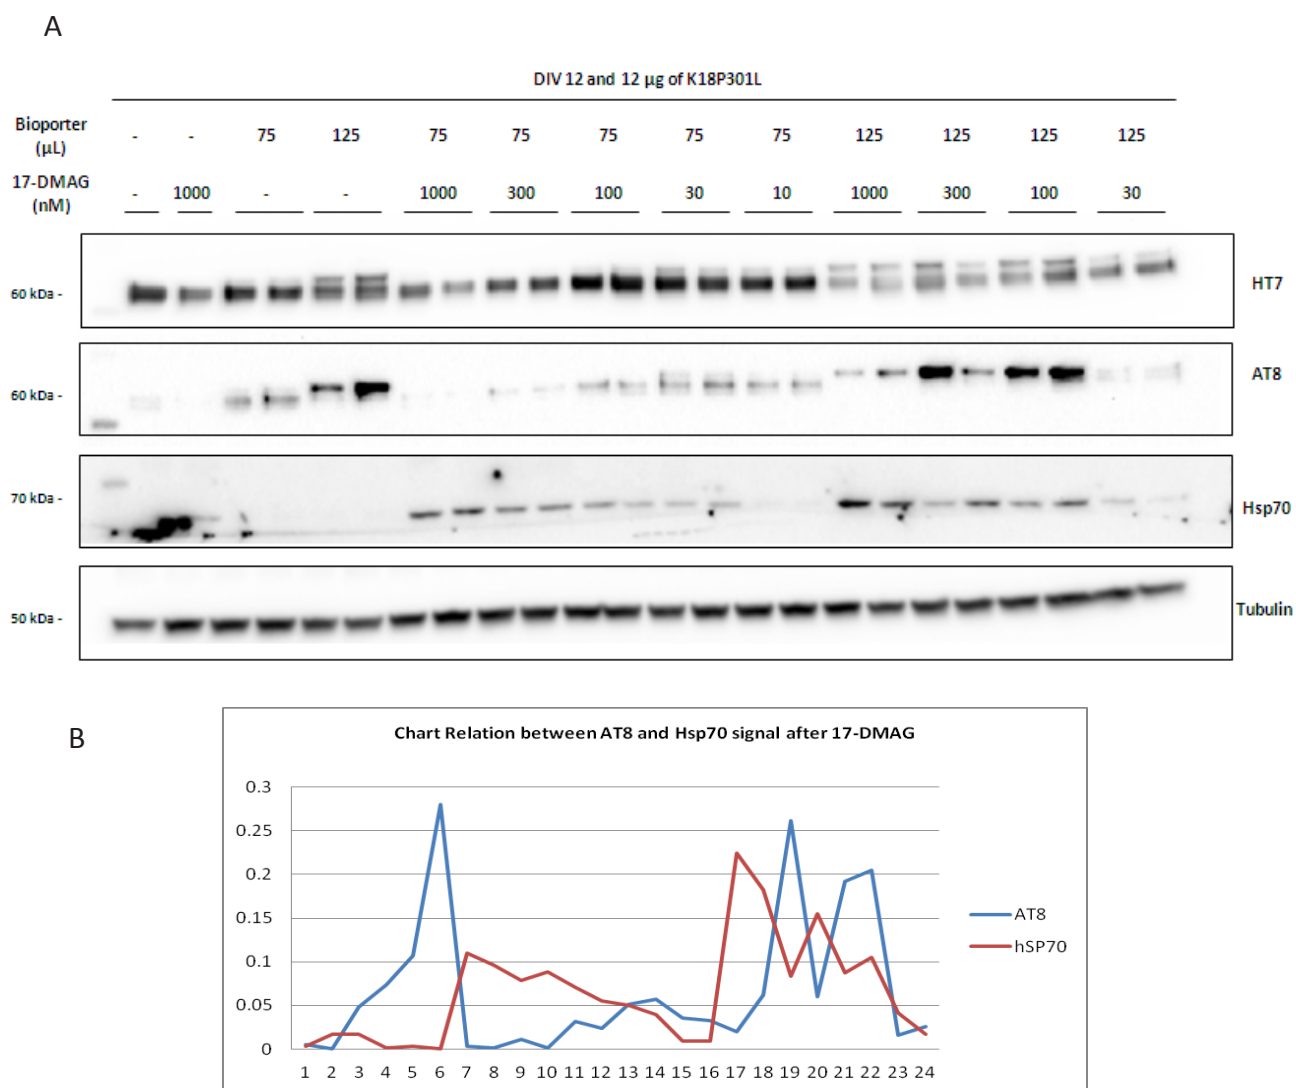 A
DIV 12 and 12 µg of K18P301L
Bioporter (µL) - - 75 125 75 75 75 75 75 125 125 125 125
17-DMAG (nM) - 1000 - - 1000 300 100 30 10 1000 300 100 30
60 kDa - HT7
60 kDa - AT8
70 kDa - Hsp70
50 kDa - Tubulin
B
Chart Relation between AT8 and Hsp70 signal after 17-DMAG
0.3
0.25
0.2
0.15
0.1
0.05
0
AT8
hSP70
1 2 3 4 5 6 7 8 9 10 11 12 13 14 15 16 17 18 19 20 21 22 23 24